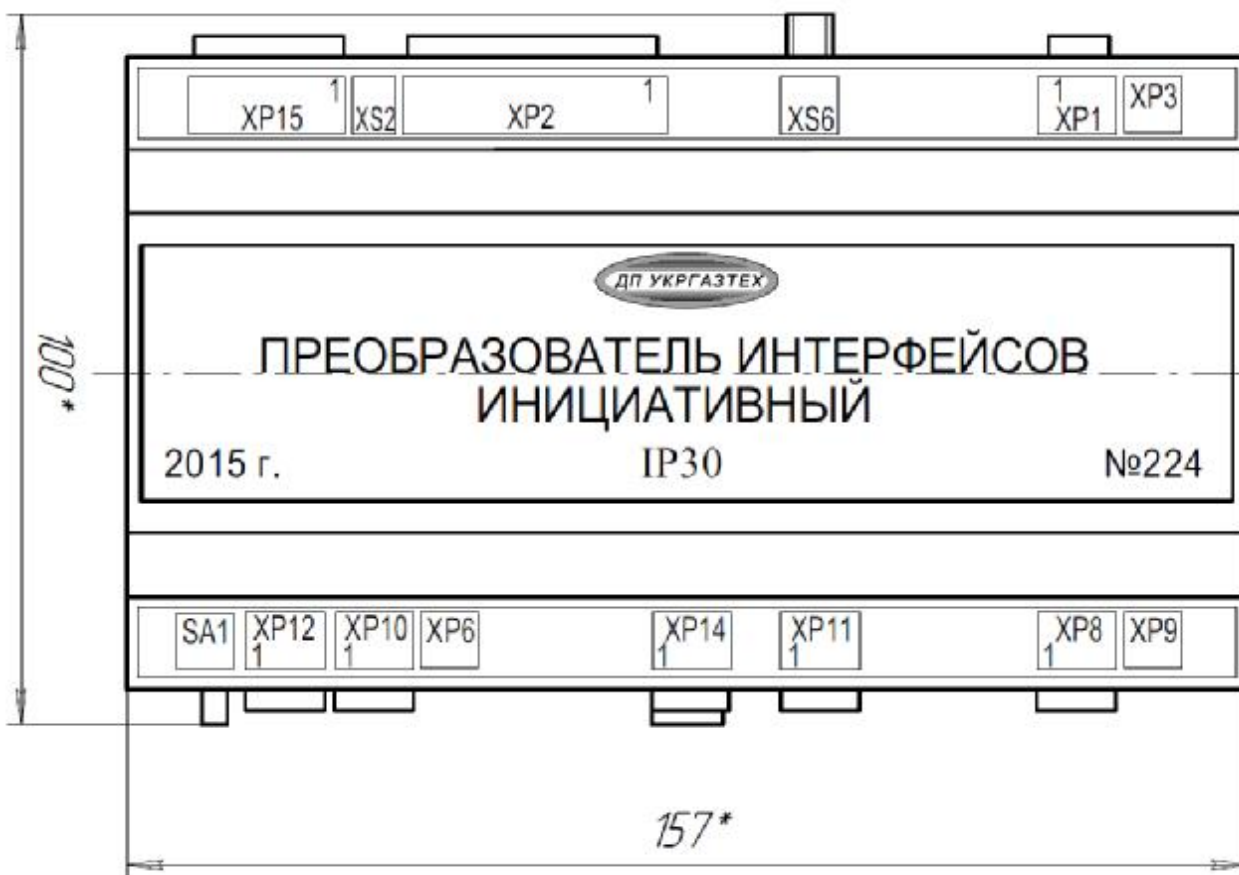 1 1 1
XP15 XS2 XP2 XS6 XP1 XP3
ДП УКРГАЗТЕХ
100*
ПРЕОБРАЗОВАТЕЛЬ ИНТЕРФЕЙСОВ
ИНИЦИАТИВНЫЙ
2015 г. IP30 №224
SA1 XP12 XP10 XP6 XP14 XP11 XP8 XP9
1 1 1 1 1
157*